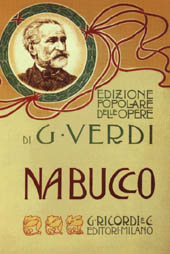 EDIZIONE
POPOLARE
DELLE OPERE
DI G·VERDI
NABUCCO
G·RICORDI & C·
EDITORI·MILANO